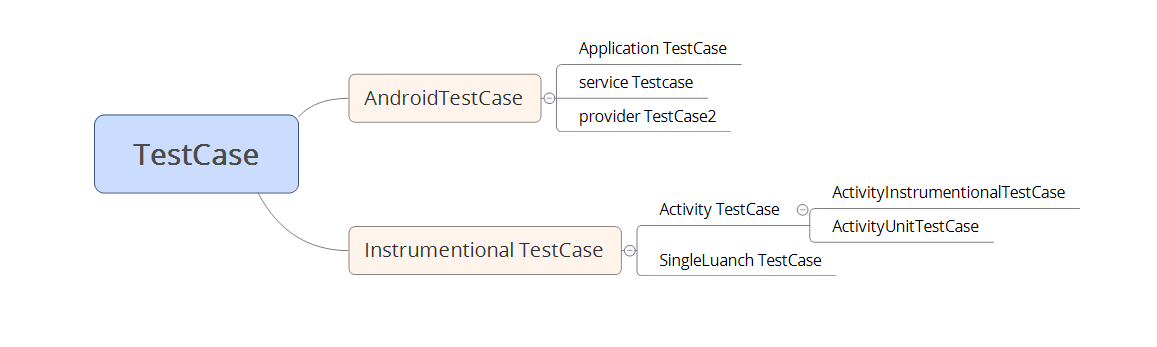 TestCase
AndroidTestCase
Application TestCase
service Testcase
provider TestCase2
Instrumentional TestCase
Activity TestCase
ActivityInstrumentionalTestCase
ActivityUnitTestCase
SingleLuanch TestCase